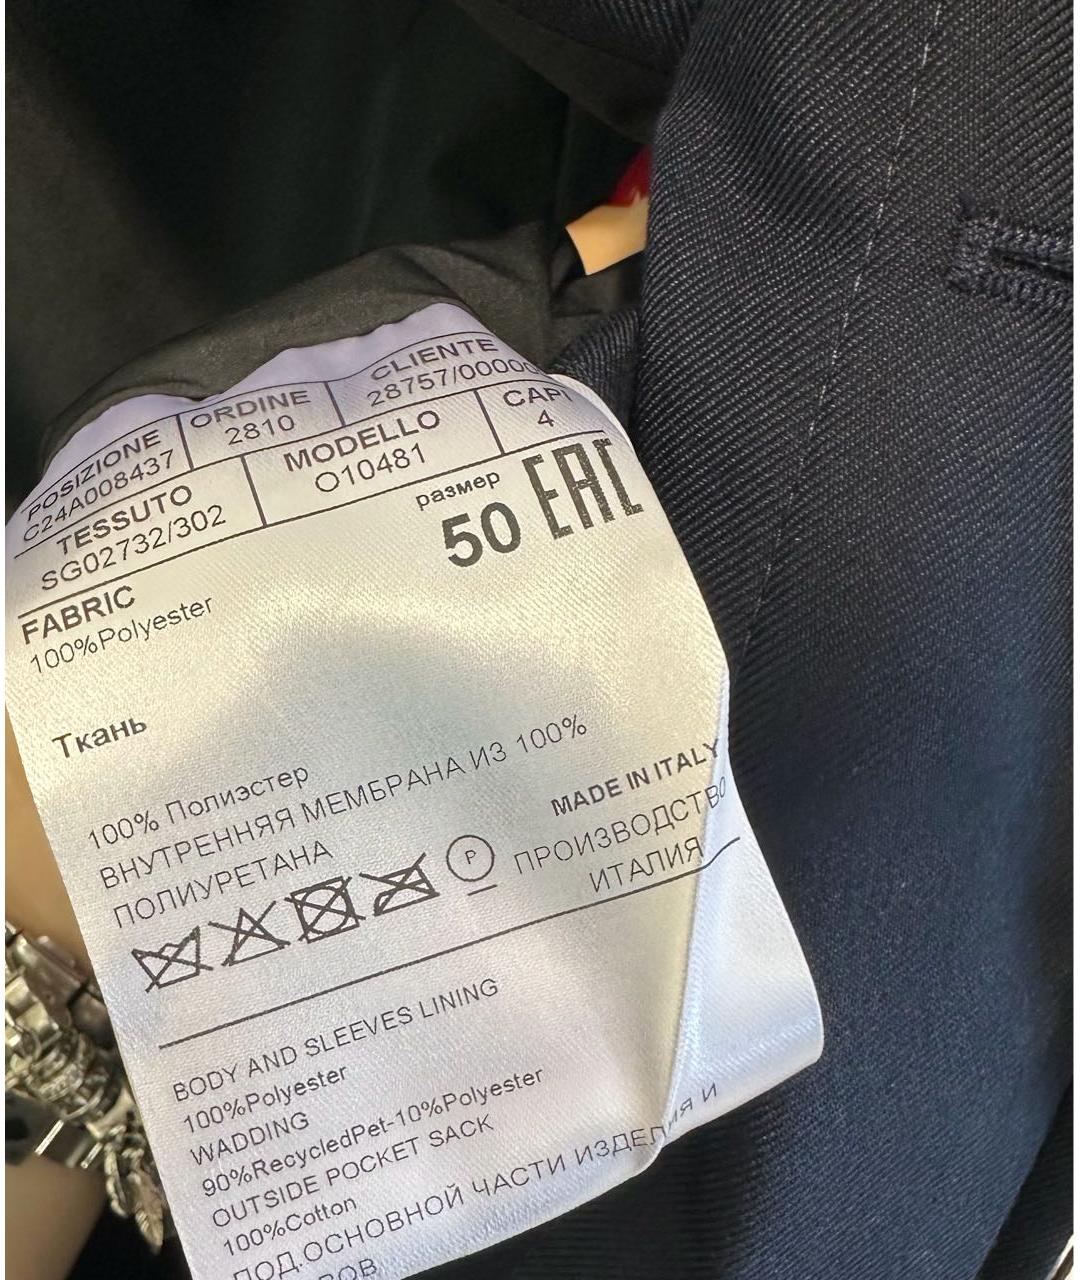 POSIZIONE ORDINE CLIENTE
C24A008437 2810 28757/0000
TESSUTO MODELLO CAPI
SG02732/302 O10481 4
размер
50 EAC
FABRIC
100%Polyester
Ткань
100% Полиэстер
ВНУТРЕННЯЯ МЕМБРАНА ИЗ 100%
ПОЛИУРЕТАНА
MADE IN ITALY
P ПРОИЗВОДСТВО
ИТАЛИЯ
BODY AND SLEEVES LINING
100%Polyester
WADDING
90%RecycledPet-10%Polyester
OUTSIDE POCKET SACK
100%Cotton
ПОД.ОСНОВНОЙ ЧАСТИ ИЗДЕЛИЯ И